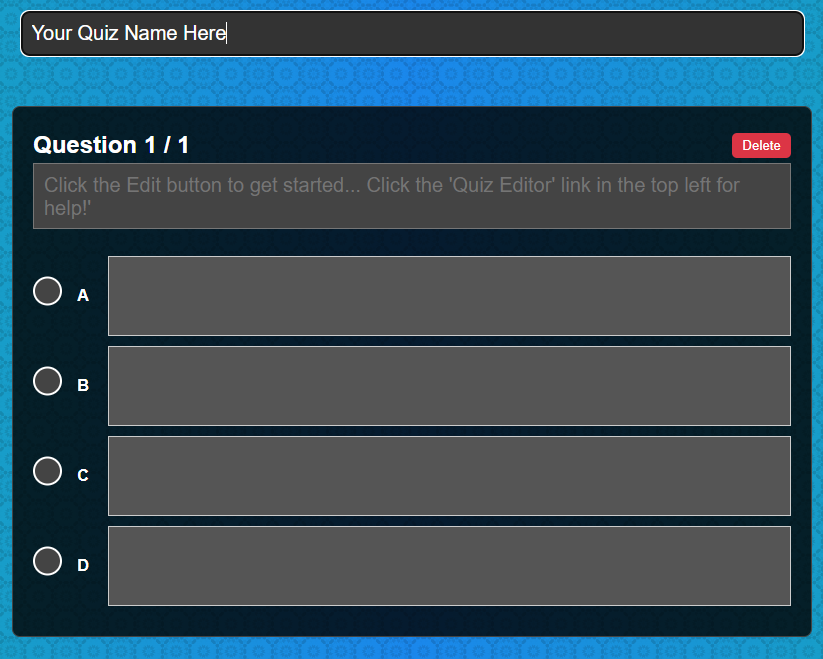 Your Quiz Name Here
Question 1 / 1
Delete
Click the Edit button to get started... Click the 'Quiz Editor' link in the top left for
help!'
A
B
C
D